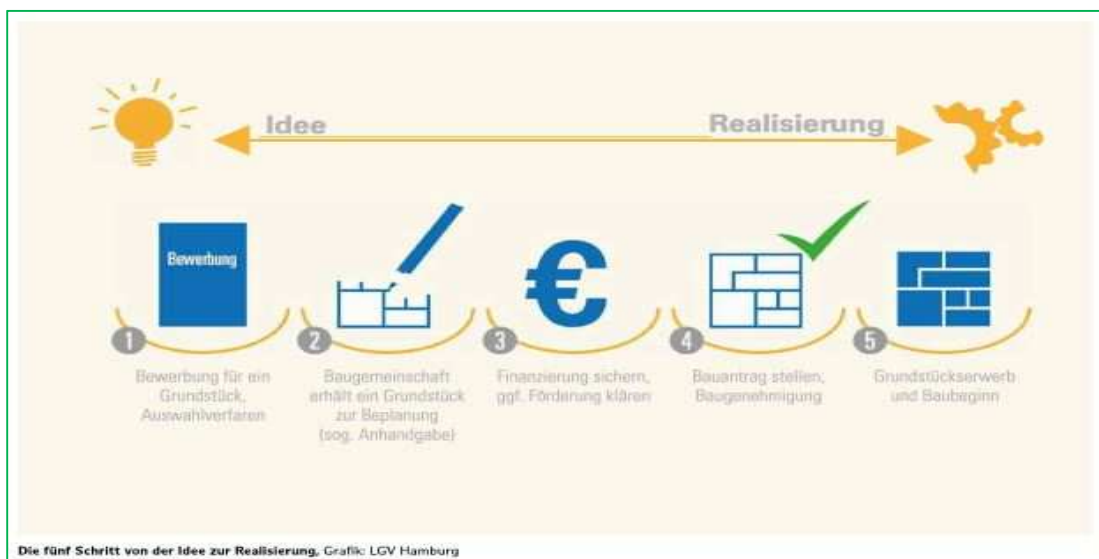 Idee
Realisierung
Bewerbung
1
2
3
4
5
Bewerbung für ein
Grundstück,
Auswahlverfaren
Baugemeinschaft
erhält ein Grundstück
zur Beplanung
(sog. Anhandgabe)
Finanzierung sichern,
ggf. Förderung klären
Bauantrag stellen,
Baugenehmigung
Grundstückserwerb
und Baubeginn
Die fünf Schritt von der Idee zur Realisierung, Grafik: LGV Hamburg